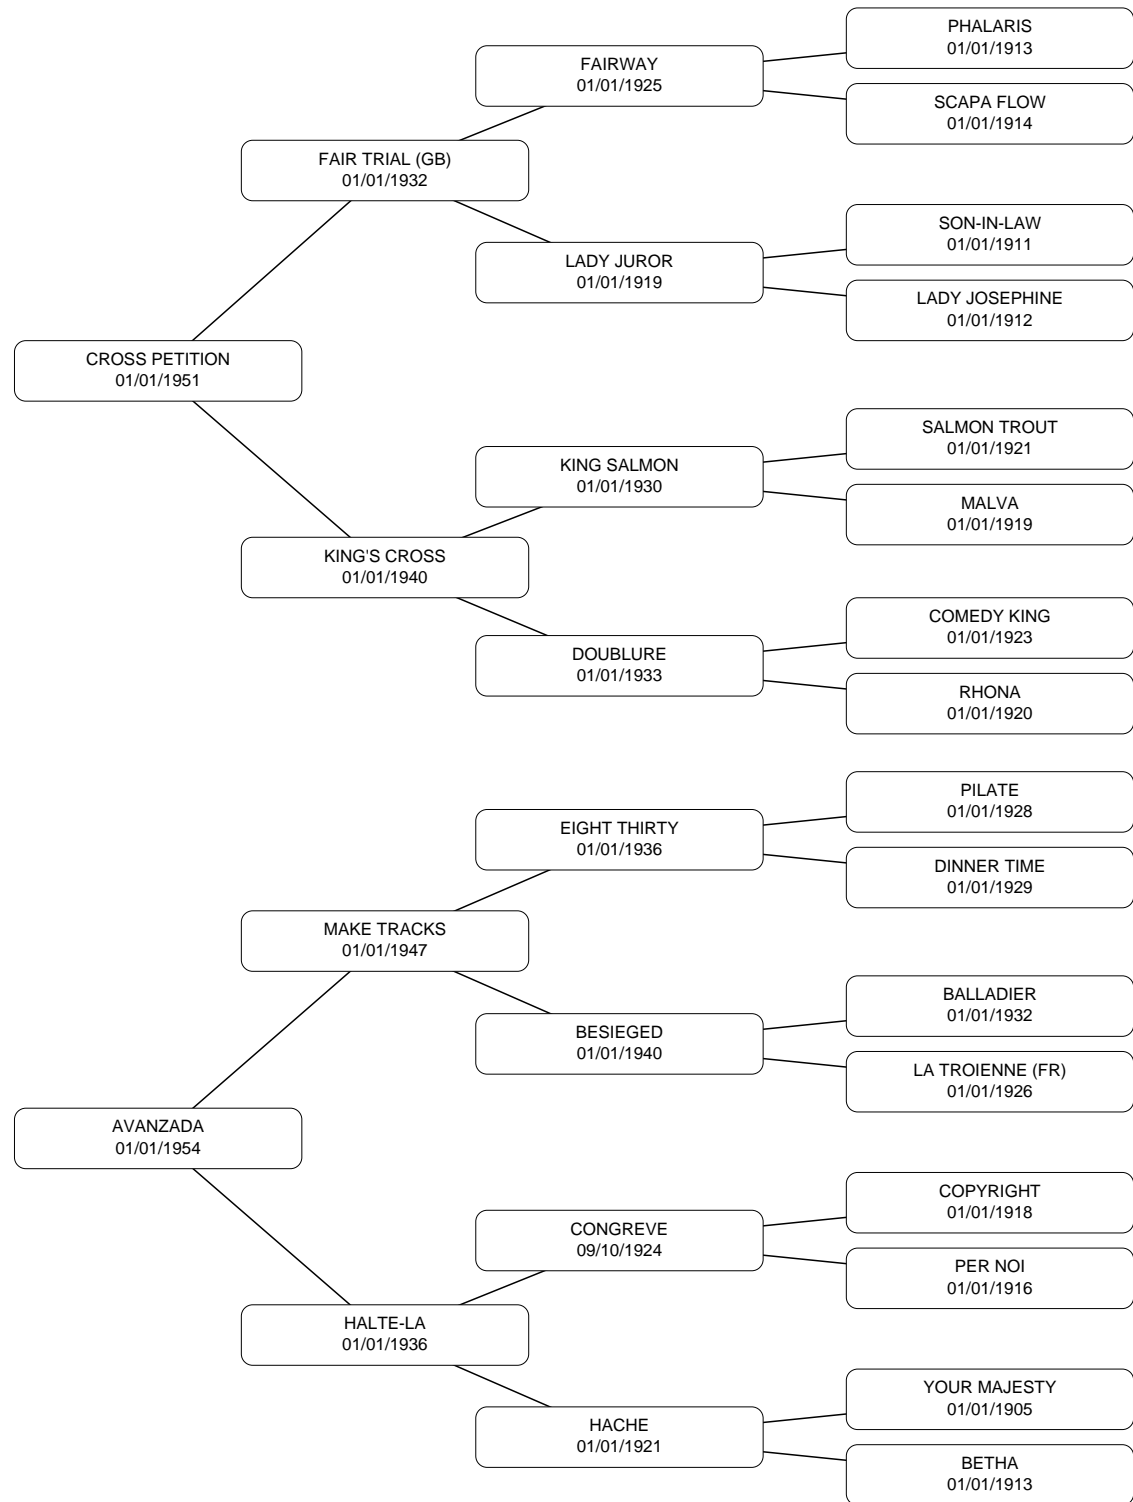 PHALARIS
01/01/1913
FAIRWAY
01/01/1925
SCAPA FLOW
01/01/1914
FAIR TRIAL (GB)
01/01/1932
SON-IN-LAW
01/01/1911
LADY JUROR
01/01/1919
LADY JOSEPHINE
01/01/1912
CROSS PETITION
01/01/1951
SALMON TROUT
01/01/1921
KING SALMON
01/01/1930
MALVA
01/01/1919
KING'S CROSS
01/01/1940
COMEDY KING
01/01/1923
DOUBLURE
01/01/1933
RHONA
01/01/1920
PILATE
01/01/1928
EIGHT THIRTY
01/01/1936
DINNER TIME
01/01/1929
MAKE TRACKS
01/01/1947
BALLADIER
01/01/1932
BESIEGED
01/01/1940
LA TROIENNE (FR)
01/01/1926
AVANZADA
01/01/1954
COPYRIGHT
01/01/1918
CONGREVE
09/10/1924
PER NOI
01/01/1916
HALTE-LA
01/01/1936
YOUR MAJESTY
01/01/1905
HACHE
01/01/1921
BETHA
01/01/1913